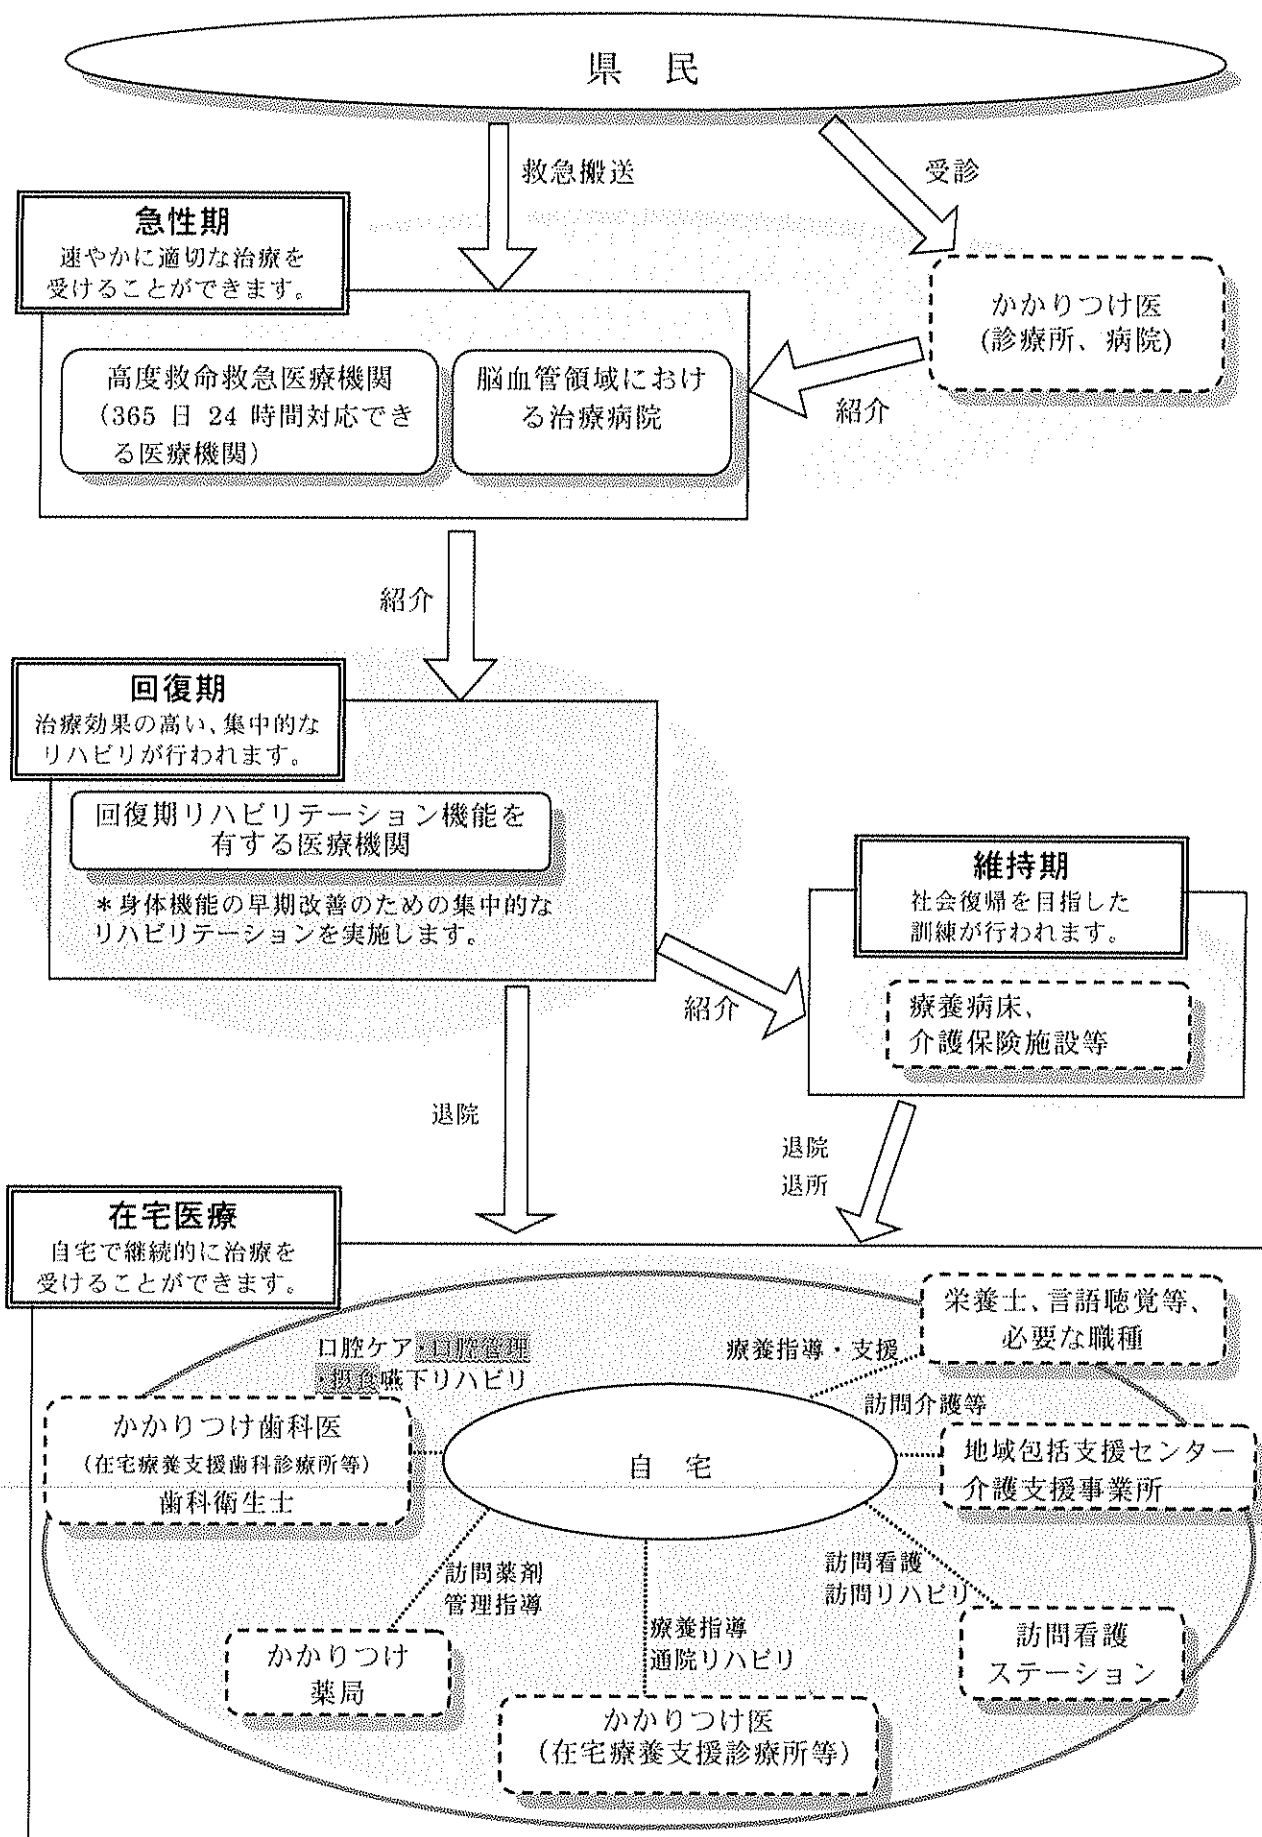 県 民
救急搬送
受診
急性期
速やかに適切な治療を
受けることができます。
かかりつけ医
(診療所、病院)
高度救命救急医療機関
(365 日 24 時間対応でき
る医療機関)
脳血管領域におけ
る治療病院
紹介
紹介
回復期
治療効果の高い、集中的な
リハビリが行われます。
回復期リハビリテーション機能を
有する医療機関
*身体機能の早期改善のための集中的な
リハビリテーションを実施します。
維持期
社会復帰を目指した
訓練が行われます。
紹介
療養病床、
介護保険施設等
退院
退院
退所
在宅医療
自宅で継続的に治療を
受けることができます。
栄養士、言語聴覚等、
必要な職種
口腔ケア・口腔管理
・摂食嚥下リハビリ
療養指導・支援
訪問介護等
かかりつけ歯科医
(在宅療養支援歯科診療所等)
歯科衛生士
自 宅
地域包括支援センター
介護支援事業所
訪問薬剤
管理指導
訪問看護
訪問リハビリ
療養指導
通院リハビリ
かかりつけ
薬局
訪問看護
ステーション
かかりつけ医
(在宅療養支援診療所等)